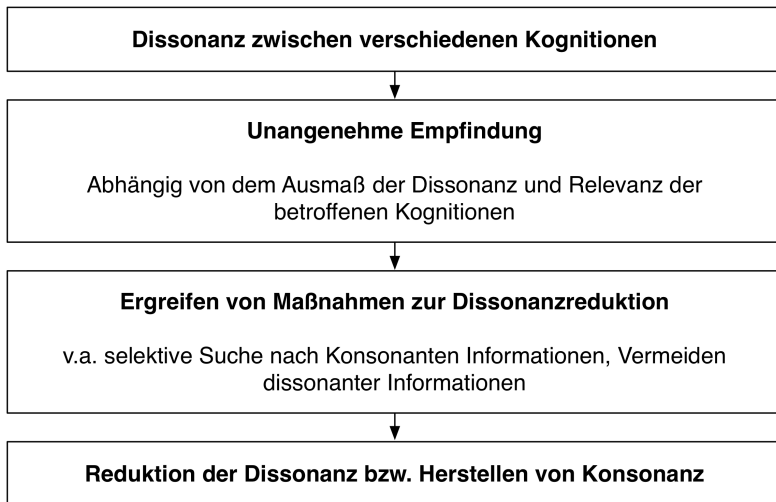 Dissonanz zwischen verschiedenen Kognitionen
Unangenehme Empfindung
Abhängig von dem Ausmaß der Dissonanz und Relevanz der
betroffenen Kognitionen
Ergreifen von Maßnahmen zur Dissonanzreduktion
v.a. selektive Suche nach Konsonanten Informationen, Vermeiden
dissonanter Informationen
Reduktion der Dissonanz bzw. Herstellen von Konsonanz